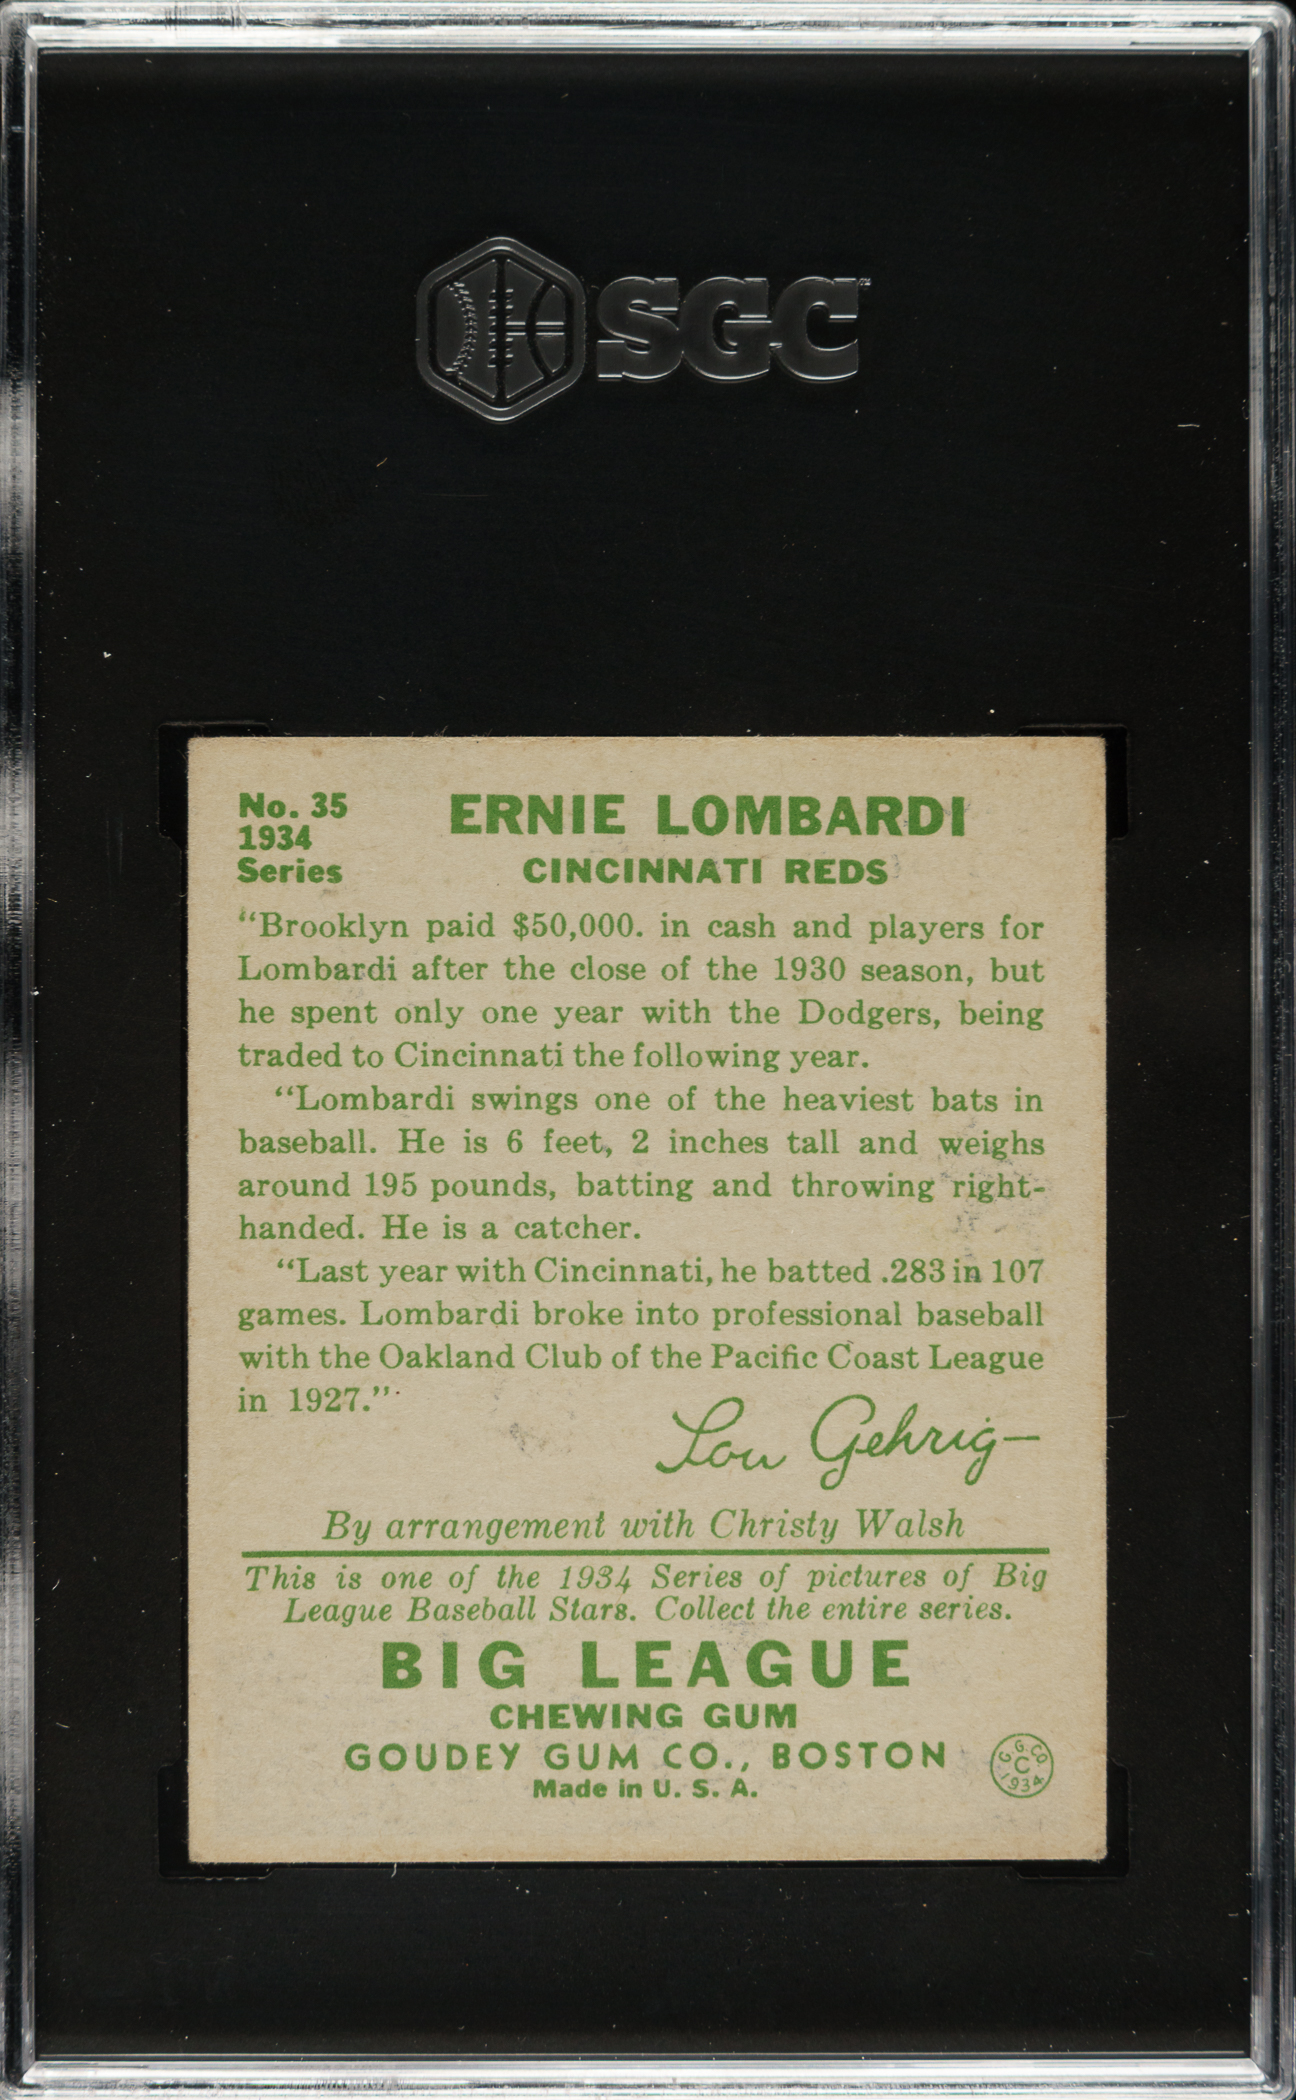 SGC™
No. 35
1934
Series
ERNIE LOMBARDI
CINCINNATI REDS
“Brooklyn paid $50,000. in cash and players for
Lombardi after the close of the 1930 season, but
he spent only one year with the Dodgers, being
traded to Cincinnati the following year.
“Lombardi swings one of the heaviest bats in
baseball. He is 6 feet, 2 inches tall and weighs
around 195 pounds, batting and throwing right-
handed. He is a catcher.
“Last year with Cincinnati, he batted .283 in 107
games. Lombardi broke into professional baseball
with the Oakland Club of the Pacific Coast League
in 1927.”
Lou Gehrig
By arrangement with Christy Walsh
This is one of the 1934 Series of pictures of Big
League Baseball Stars. Collect the entire series.
BIG LEAGUE
CHEWING GUM
GOUDEY GUM CO., BOSTON
Made in U. S. A.
G. G. CO.
C
1934